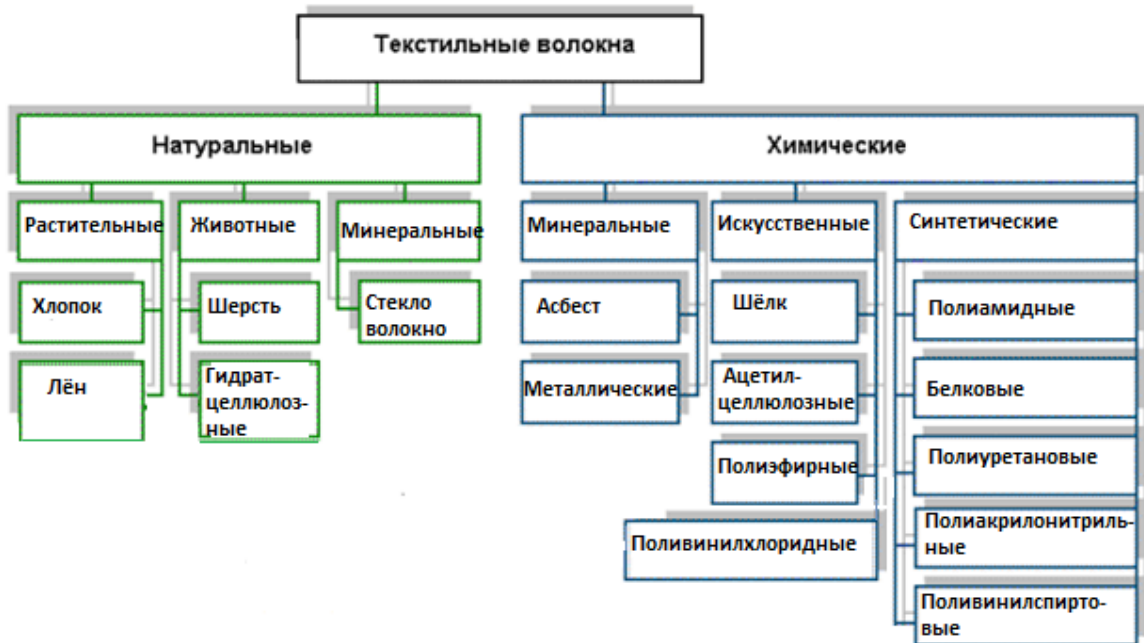 Текстильные волокна
Натуральные
Химические
Растительные
Животные
Минеральные
Минеральные
Искусственные
Синтетические
Хлопок
Шерсть
Стекло
волокно
Асбест
Шёлк
Полиамидные
Лён
Гидрат-
целлюлоз-
ные
Металлические
Ацетил-
целлюлозные
Белковые
Полиэфирные
Полиуретановые
Поливинилхлоридные
Полиакрилонитриль-
ные
Поливинилспирто-
вые